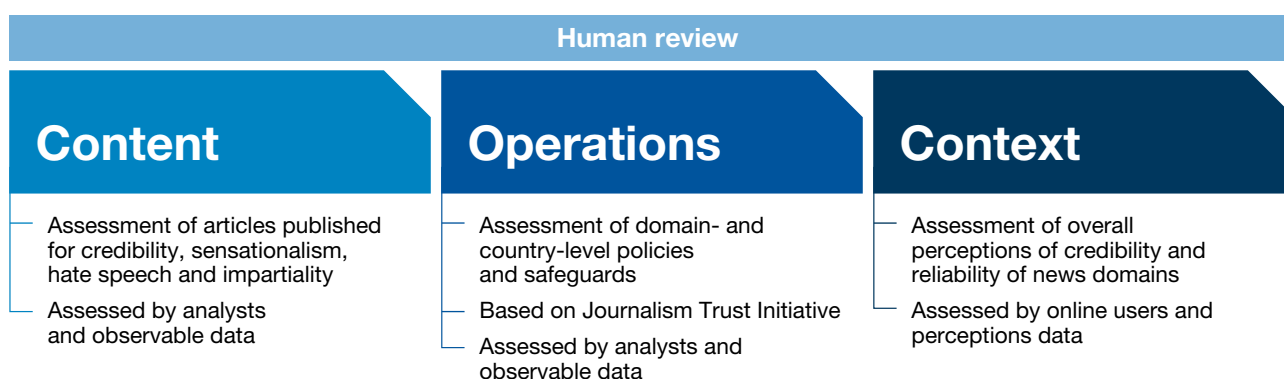 Human review
Content
Assessment of articles published
for credibility, sensationalism,
hate speech and impartiality
Assessed by analysts
and observable data
Operations
Assessment of domain- and
country-level policies
and safeguards
Based on Journalism Trust Initiative
Assessed by analysts and
observable data
Context
Assessment of overall
perceptions of credibility and
reliability of news domains
Assessed by online users and
perceptions data